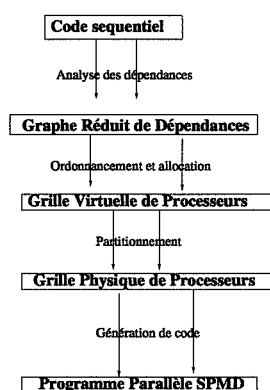 Code sequentiel
Analyse des dépendances
Graphe Réduit de Dépendances
Ordonnancement et allocation
Grille Virtuelle de Processeurs
Partitionnement
Grille Physique de Processeurs
Génération de code
Programme Parallèle SPMD